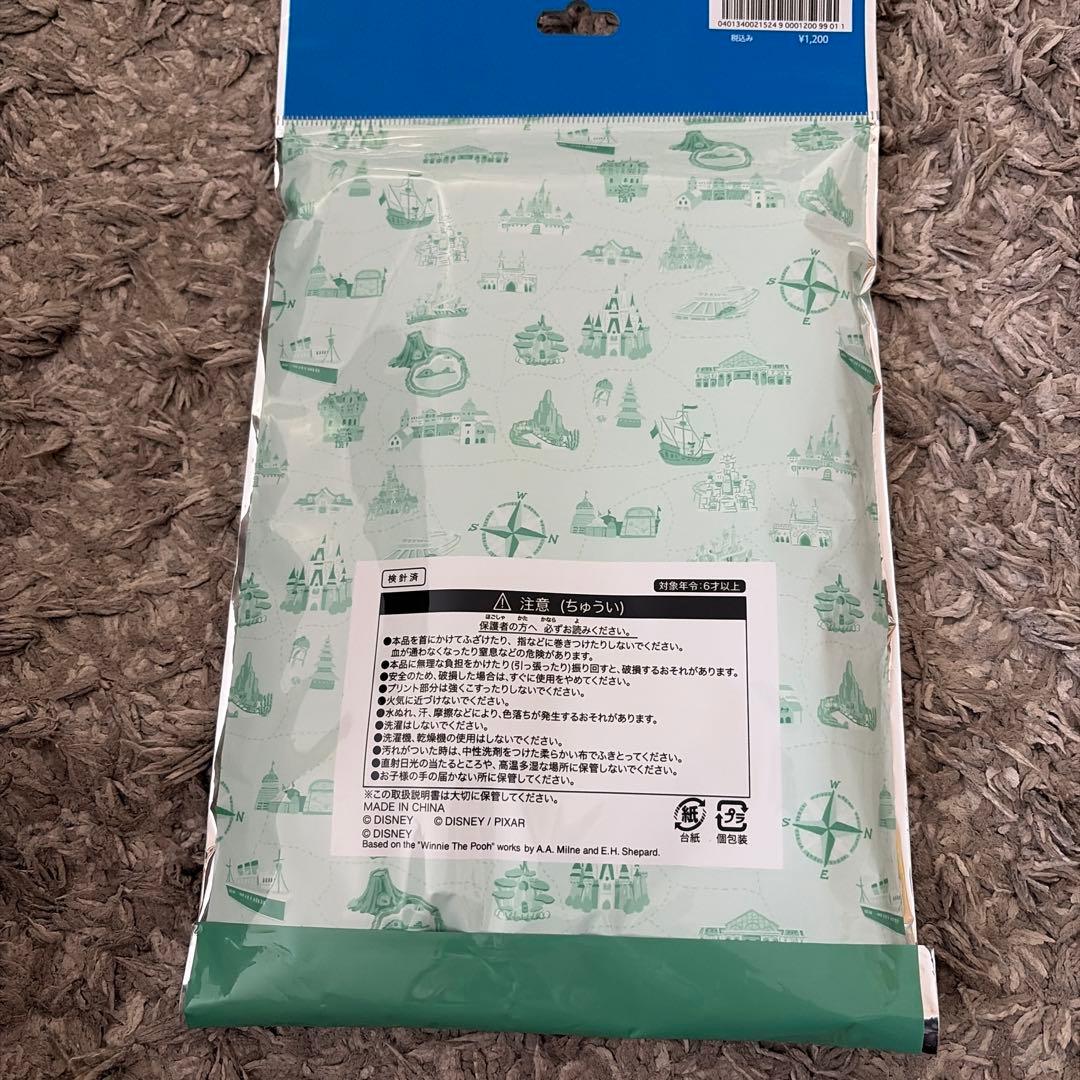 0401340021524 9 0001200 99 01 1
税込み ¥1,200
N
S
N
W
E
W
S
N
検針済
対象年令:6才以上
⚠ 注意 (ちゅうい)
ほごしゃ かた かなら よ
保護者の方へ 必ずお読みください。
●本品を首にかけてふざけたり、指などに巻きつけたりしないでください。
血が通わなくなったり窒息などの危険があります。
●本品に無理な負担をかけたり(引っ張ったり)振り回すと、破損するおそれがあります。
●安全のため、破損した場合は、すぐに使用をやめてください。
●プリント部分は強くこすったりしないでください。
●火気に近づけないでください。
●水ぬれ、汗、摩擦などにより、色落ちが発生するおそれがあります。
●洗濯はしないでください。
●洗濯機、乾燥機の使用はしないでください。
●汚れがついた時は、中性洗剤をつけた柔らかい布でふきとってください。
●直射日光の当たるところや、高温多湿な場所に保管しないでください。
●お子様の手の届かない所に保管してください。
※この取扱説明書は大切に保管してください。
MADE IN CHINA
© DISNEY © DISNEY / PIXAR
© DISNEY
Based on the "Winnie The Pooh" works by A.A. Milne and E.H. Shepard.
紙 プラ
台紙 個包装
N
W
S
N
E